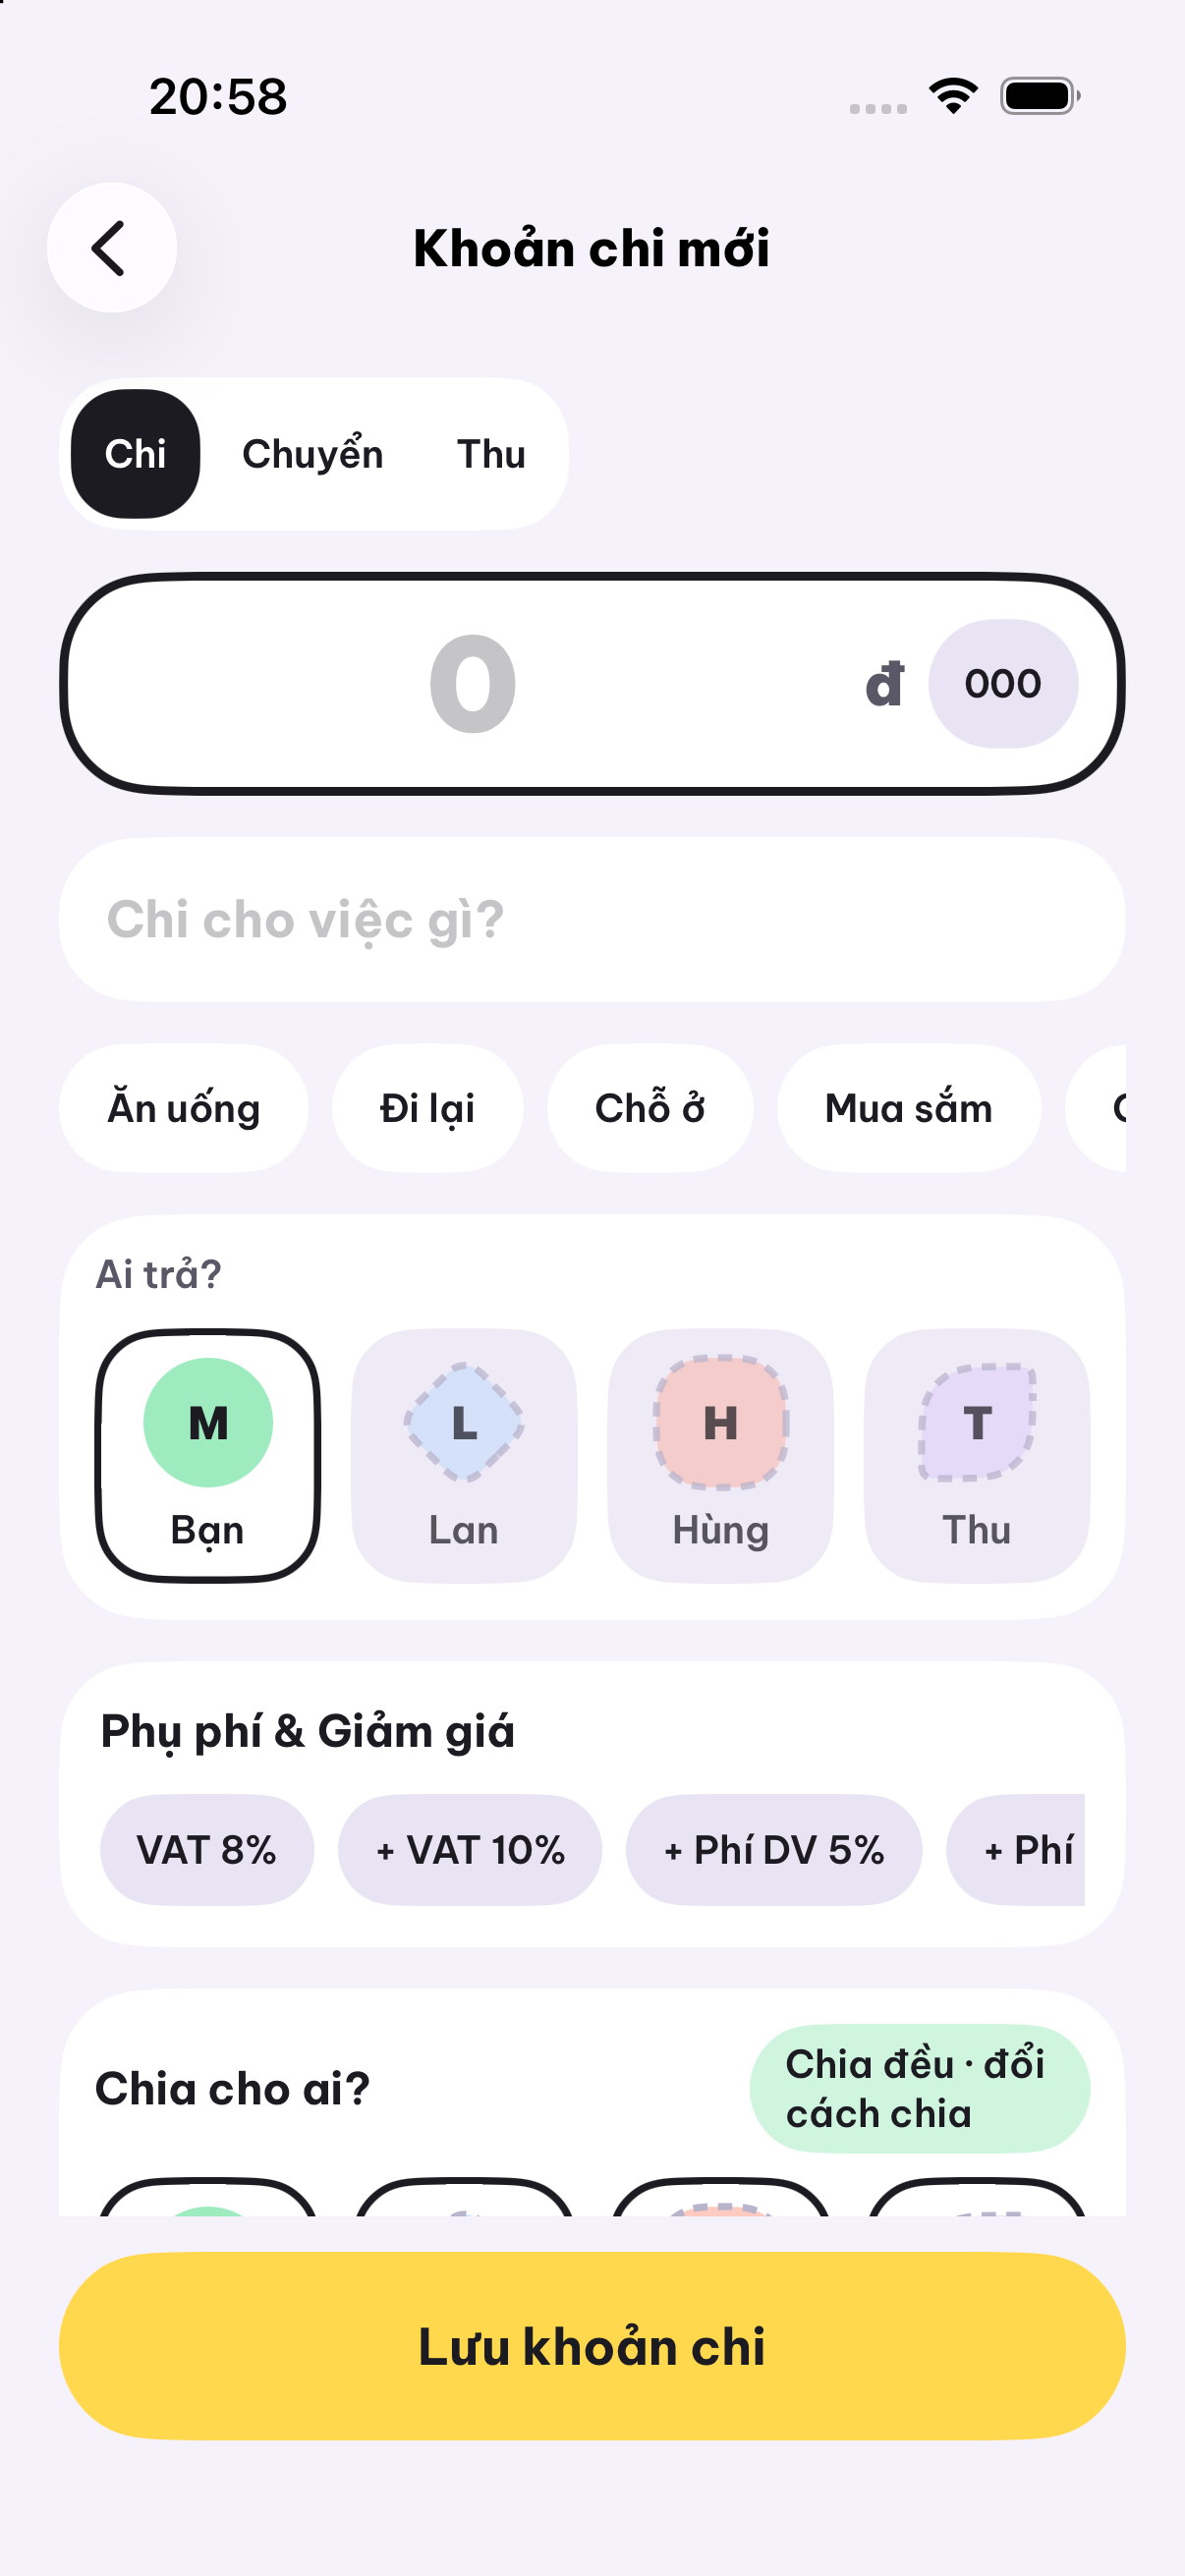 20:58
Khoản chi mới
Chi Chuyển Thu
0 đ 000
Chi cho việc gì?
Ăn uống Đi lại Chỗ ở Mua sắm
Ai trả?
M L H T
Bạn Lan Hùng Thu
Phụ phí & Giảm giá
VAT 8% + VAT 10% + Phí DV 5% + Phí
Chia cho ai?
Chia đều · đổi
cách chia
Lưu khoản chi